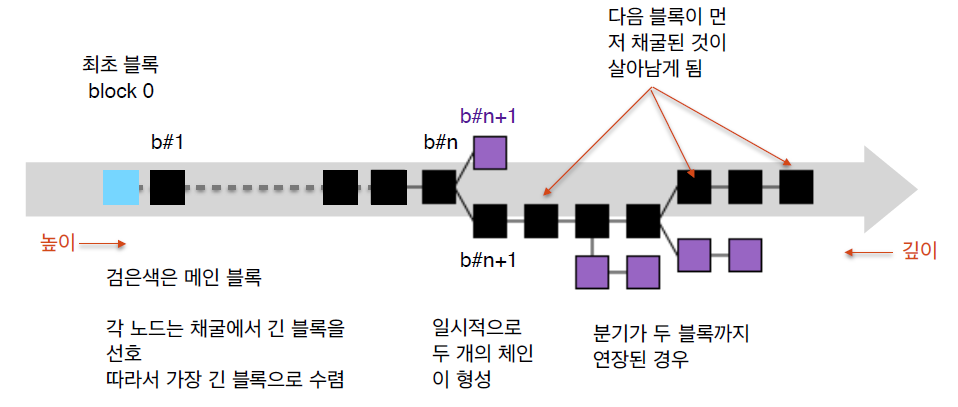 다음 블록이 먼
저 채굴된 것이
살아남게 됨
최초 블록
block 0
b#n+1
b#1
b#n
높이
b#n+1
깊이
검은색은 메인 블록
각 노드는 채굴에서 긴 블록을
선호
따라서 가장 긴 블록으로 수렴
일시적으로
두 개의 체인
이 형성
분기가 두 블록까지
연장된 경우